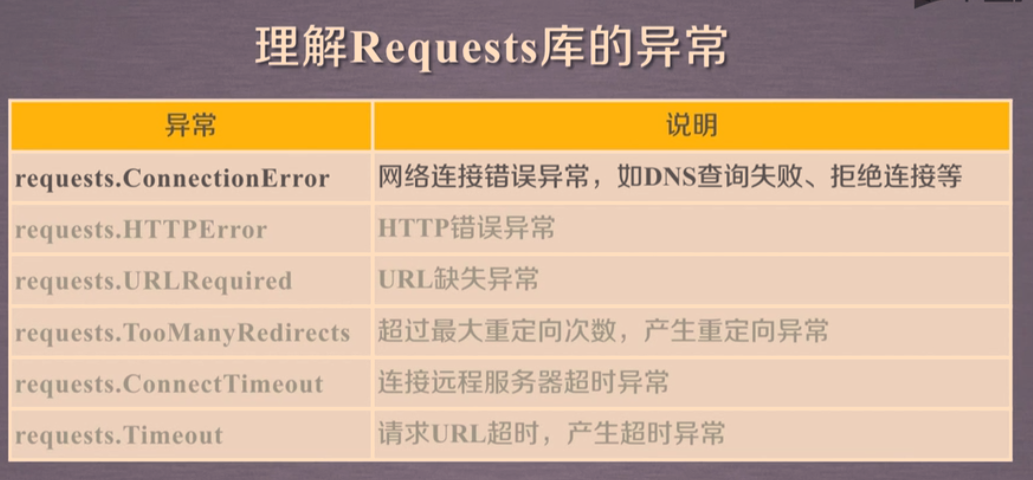 理解Requests库的异常
异常 说明
requests.ConnectionError 网络连接错误异常，如DNS查询失败、拒绝连接等
requests.HTTPError HTTP错误异常
requests.URLRequired URL缺失异常
requests.TooManyRedirects 超过最大重定向次数，产生重定向异常
requests.ConnectTimeout 连接远程服务器超时异常
requests.Timeout 请求URL超时，产生超时异常